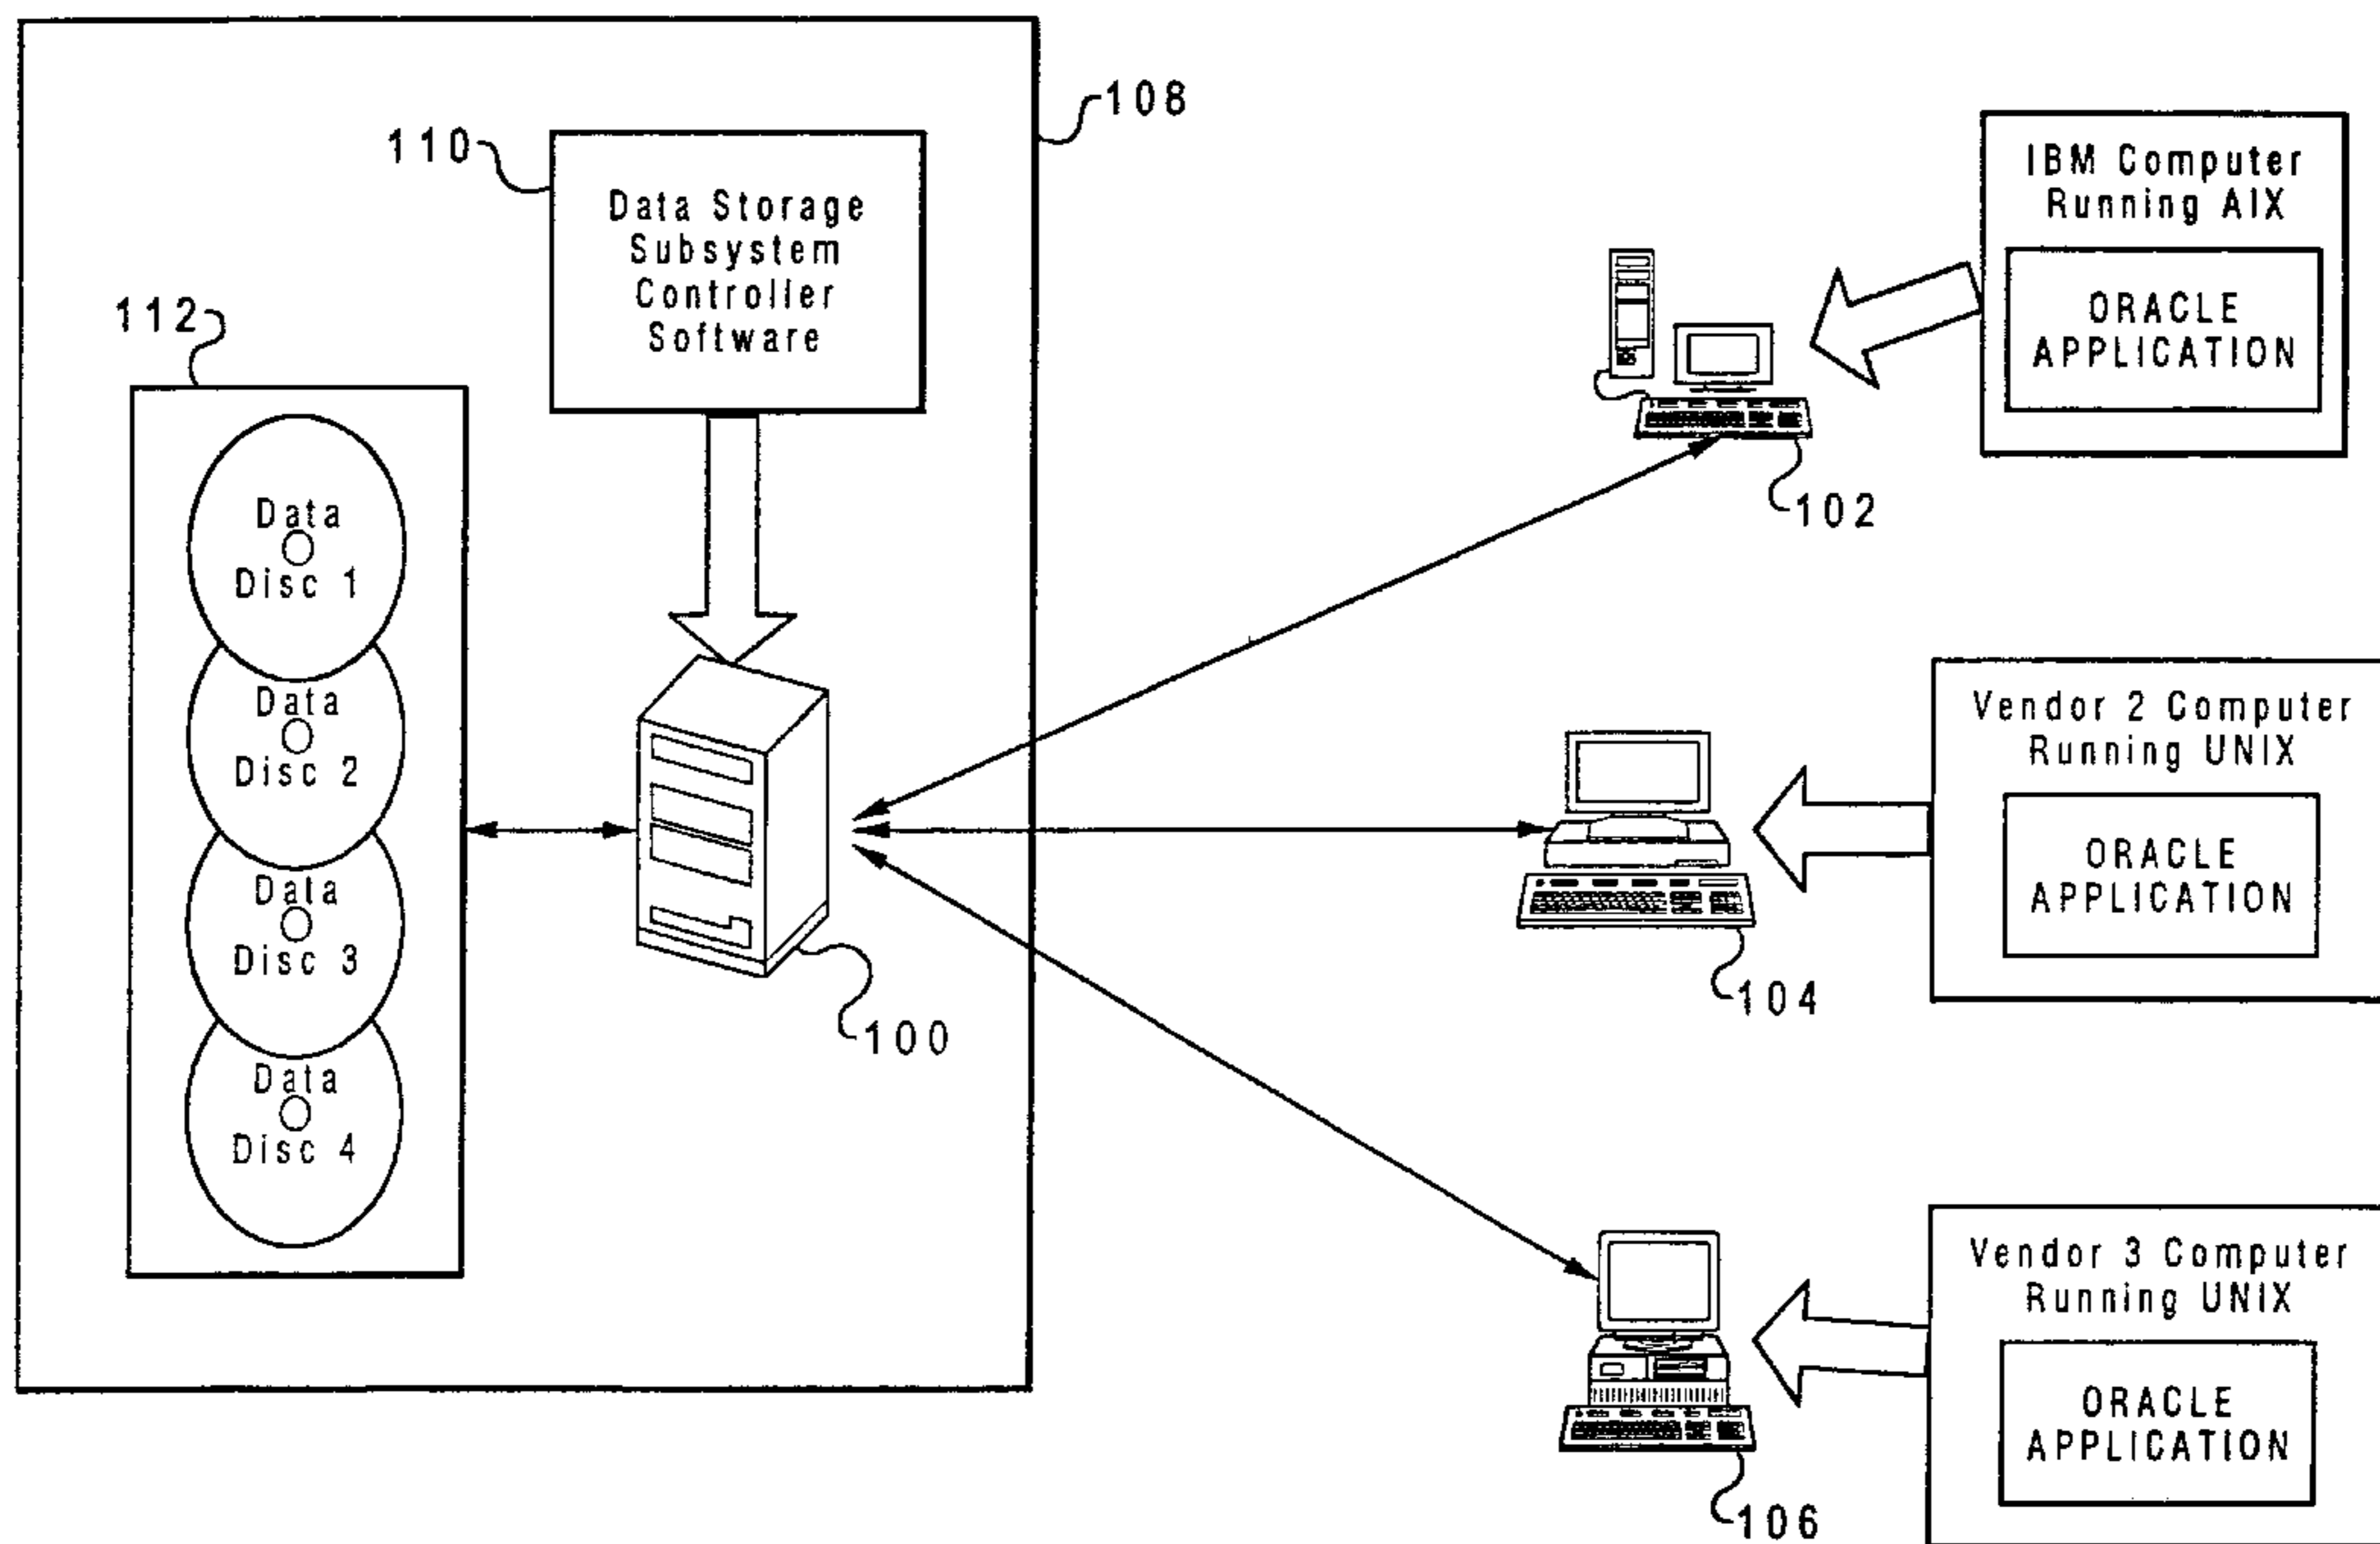 108
110
Data Storage
Subsystem
Controller
Software
112
Data
Disc 1
Data
Disc 2
Data
Disc 3
Data
Disc 4
100
IBM Computer
Running AIX
ORACLE
APPLICATION
102
Vendor 2 Computer
Running UNIX
ORACLE
APPLICATION
104
Vendor 3 Computer
Running UNIX
ORACLE
APPLICATION
106